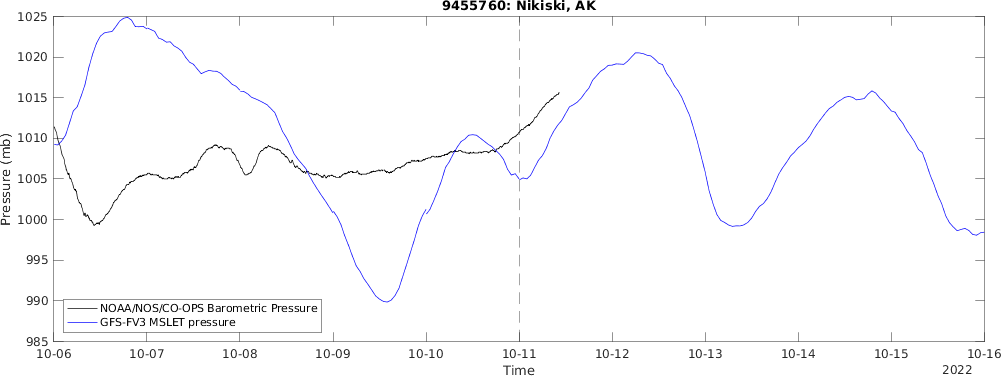 9455760: Nikiski, AK
1025
1020
1015
1010
1005
1000
995
990
985
Pressure (mb)
NOAA/NOS/CO-OPS Barometric Pressure
GFS-FV3 MSLET pressure
10-06 10-07 10-08 10-09 10-10 10-11 10-12 10-13 10-14 10-15 10-16
Time
2022